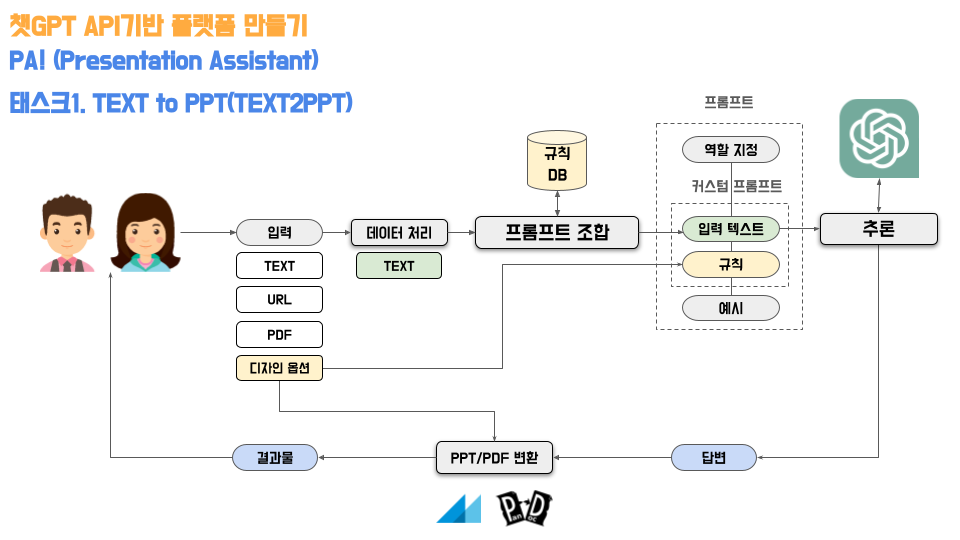 챗GPT API기반 플랫폼 만들기
PA! (Presentation Assistant)
태스크1. TEXT to PPT(TEXT2PPT)
프롬프트
규칙
DB
역할 지정
커스텀 프롬프트
입력
데이터 처리
프롬프트 조합
입력 텍스트
추론
TEXT
TEXT
규칙
URL
예시
PDF
디자인 옵션
결과물
PPT/PDF 변환
답변
PanDoc